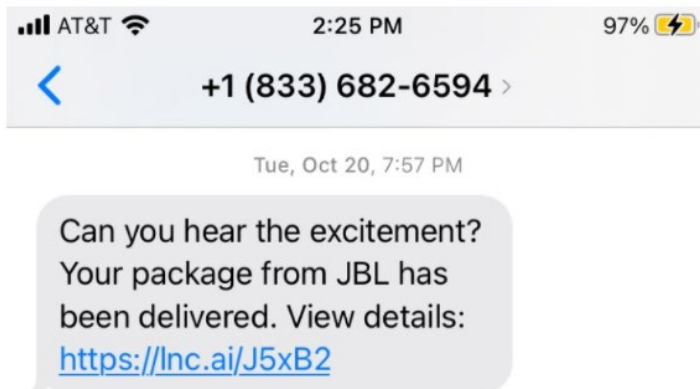 AT&T 2:25 PM 97%
+1 (833) 682-6594
Tue, Oct 20, 7:57 PM
Can you hear the excitement?
Your package from JBL has
been delivered. View details:
https://lnc.ai/J5xB2